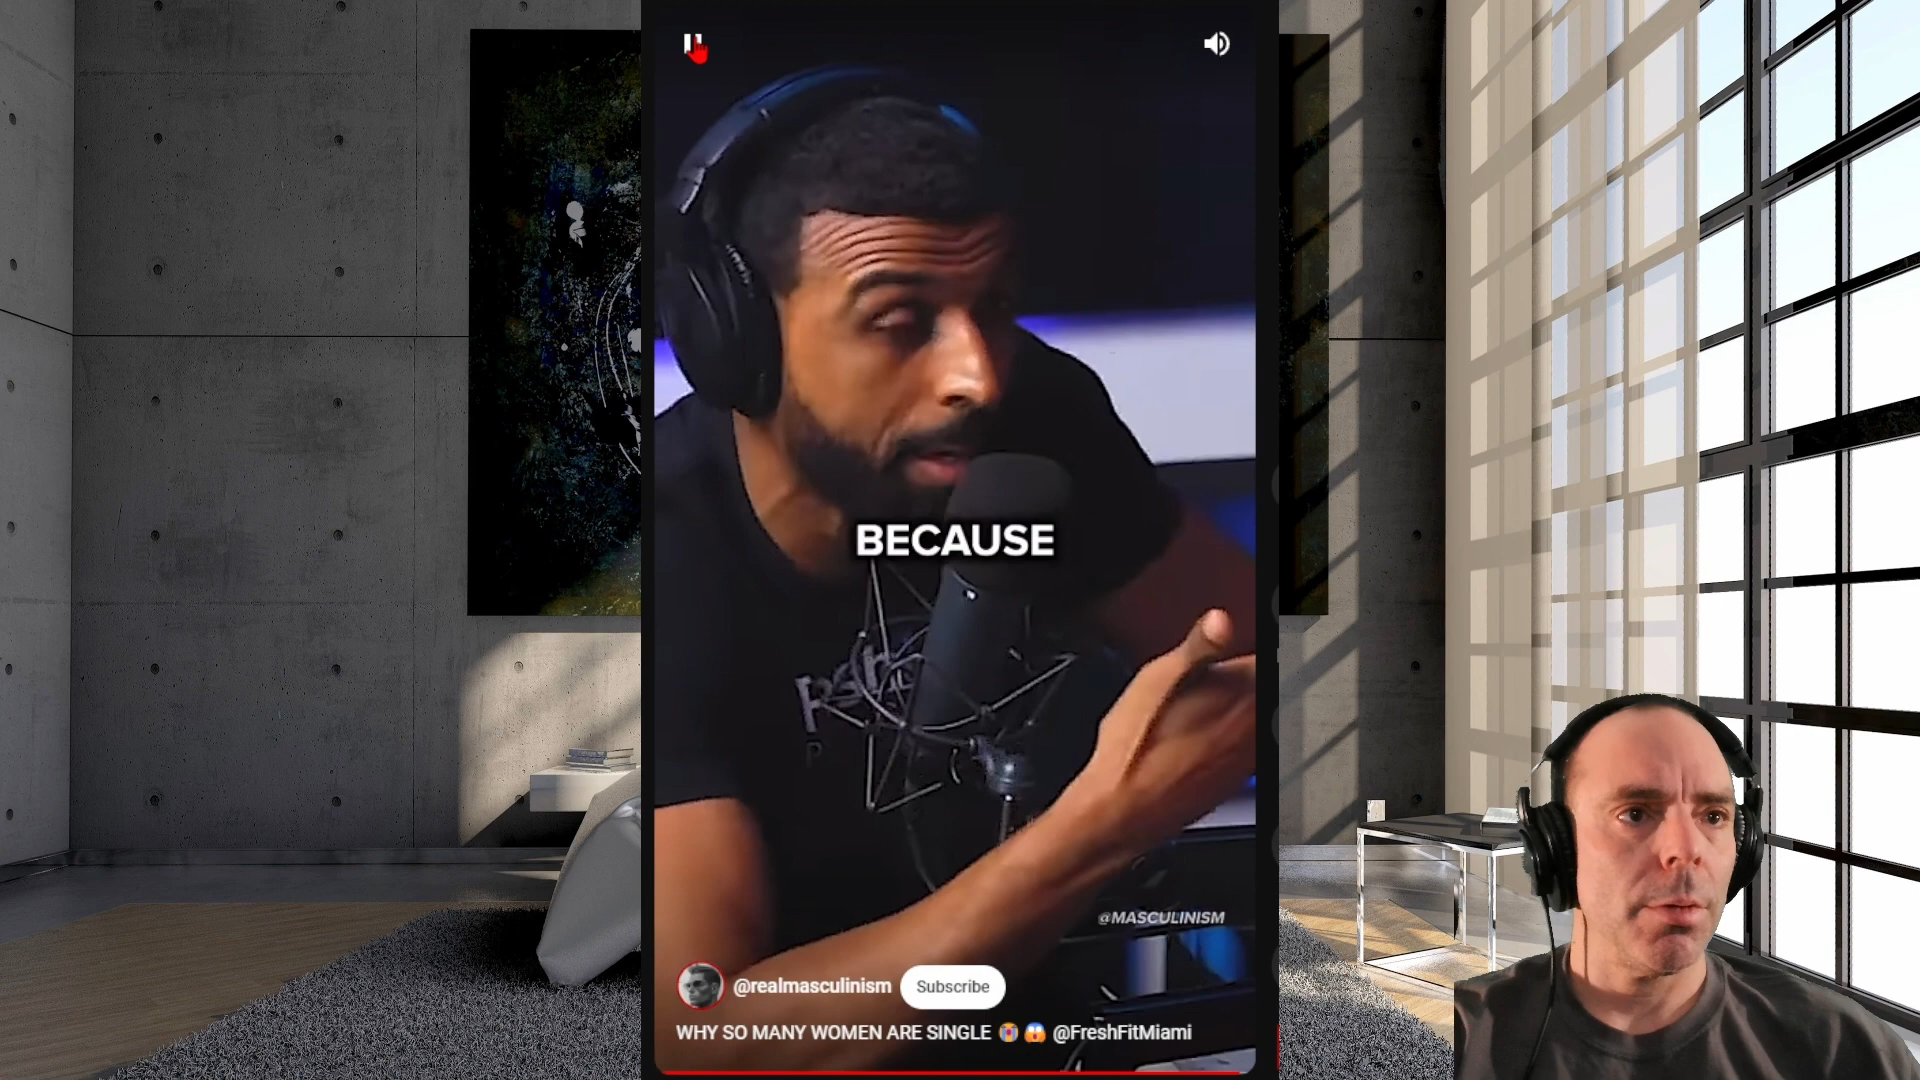 BECAUSE
@MASCULINISM
@realmasculinism Subscribe
WHY SO MANY WOMEN ARE SINGLE 😭 😱 @FreshFitMiami